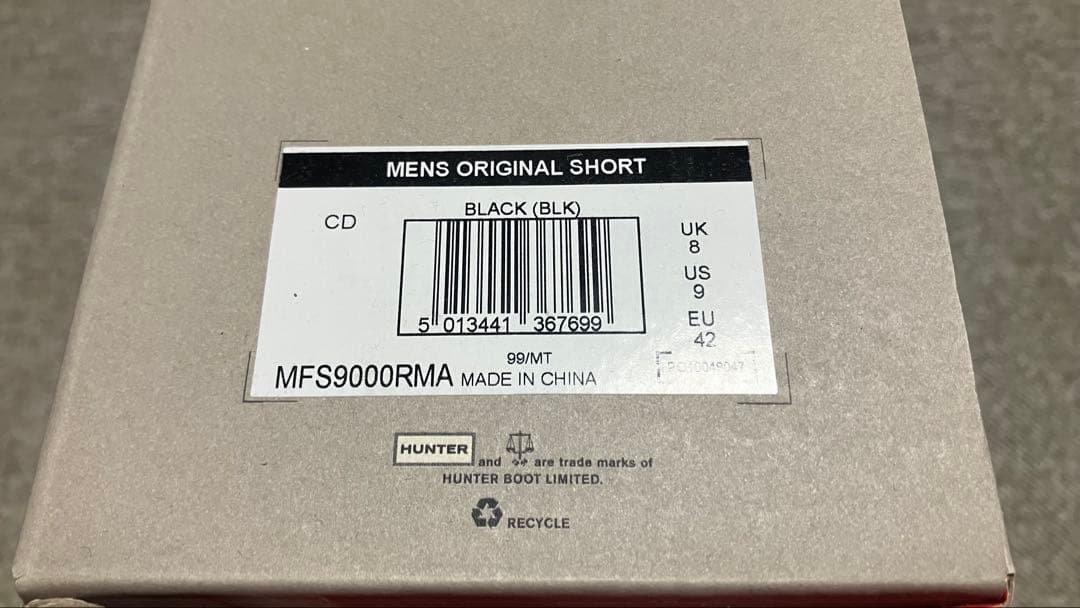 MENS ORIGINAL SHORT
CD
BLACK (BLK)
5 013441 367699
UK
8
US
9
EU
42
99/MT
MFS9000RMA MADE IN CHINA
HUNTER and are trade marks of
HUNTER BOOT LIMITED.
RECYCLE